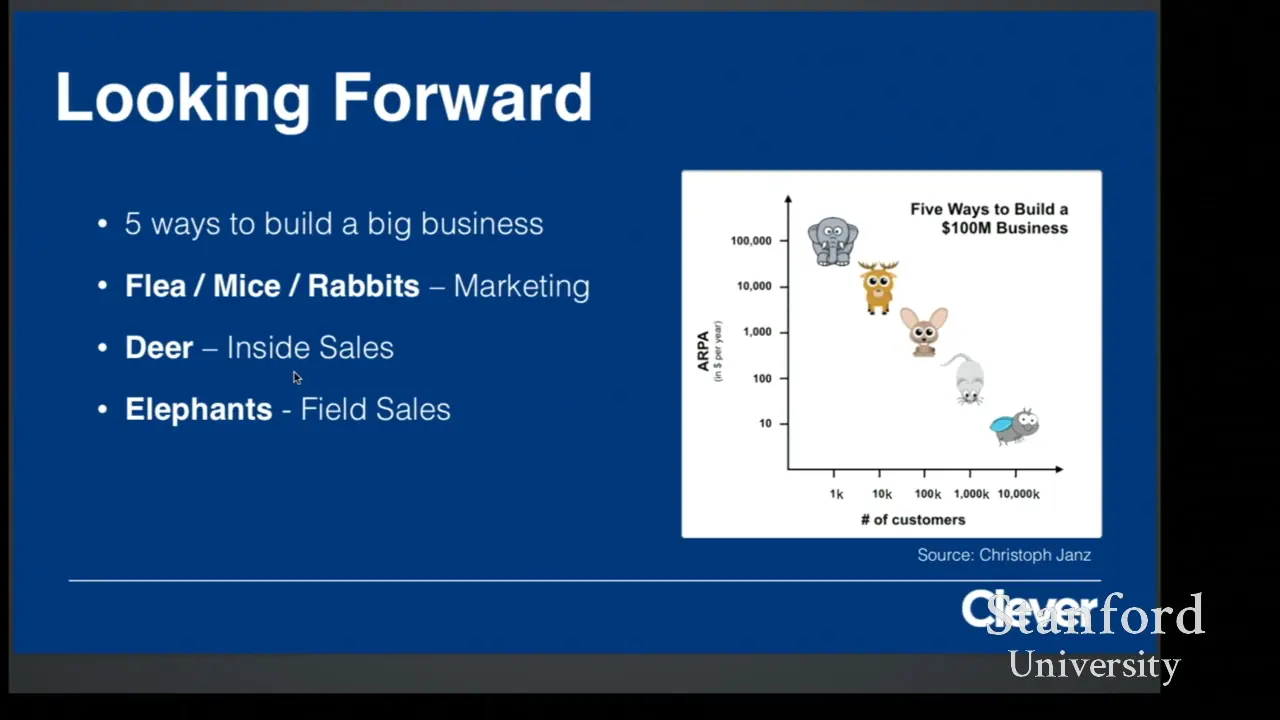 Looking Forward
• 5 ways to build a big business
• Flea / Mice / Rabbits – Marketing
• Deer – Inside Sales
• Elephants - Field Sales
Five Ways to Build a
$100M Business
ARPA
(in $ per year)
100,000
10,000
1,000
100
10
1k 10k 100k 1,000k 10,000k
# of customers
Source: Christoph Janz
Clever
Stanford
University